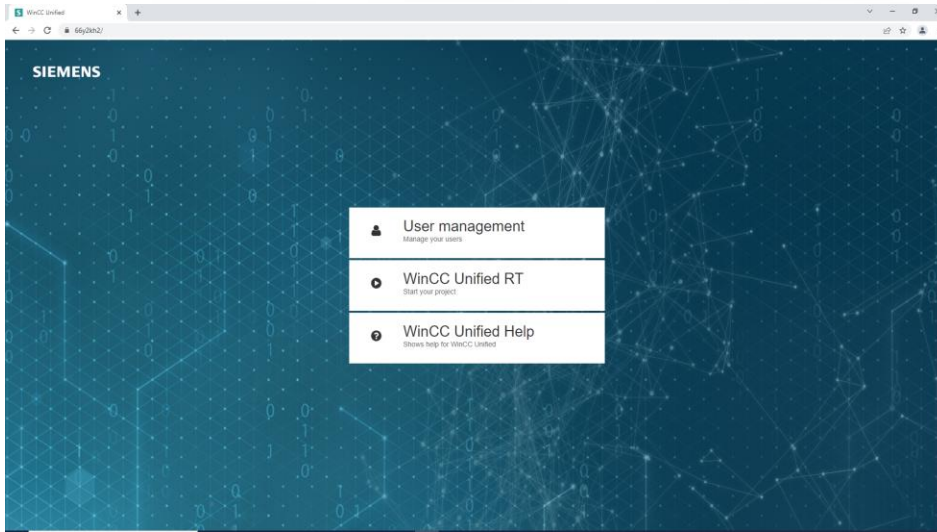 WinCC Unified
66y2kh2/
SIEMENS
User management
Manage your users
WinCC Unified RT
Start your project
WinCC Unified Help
Shows help for WinCC Unified